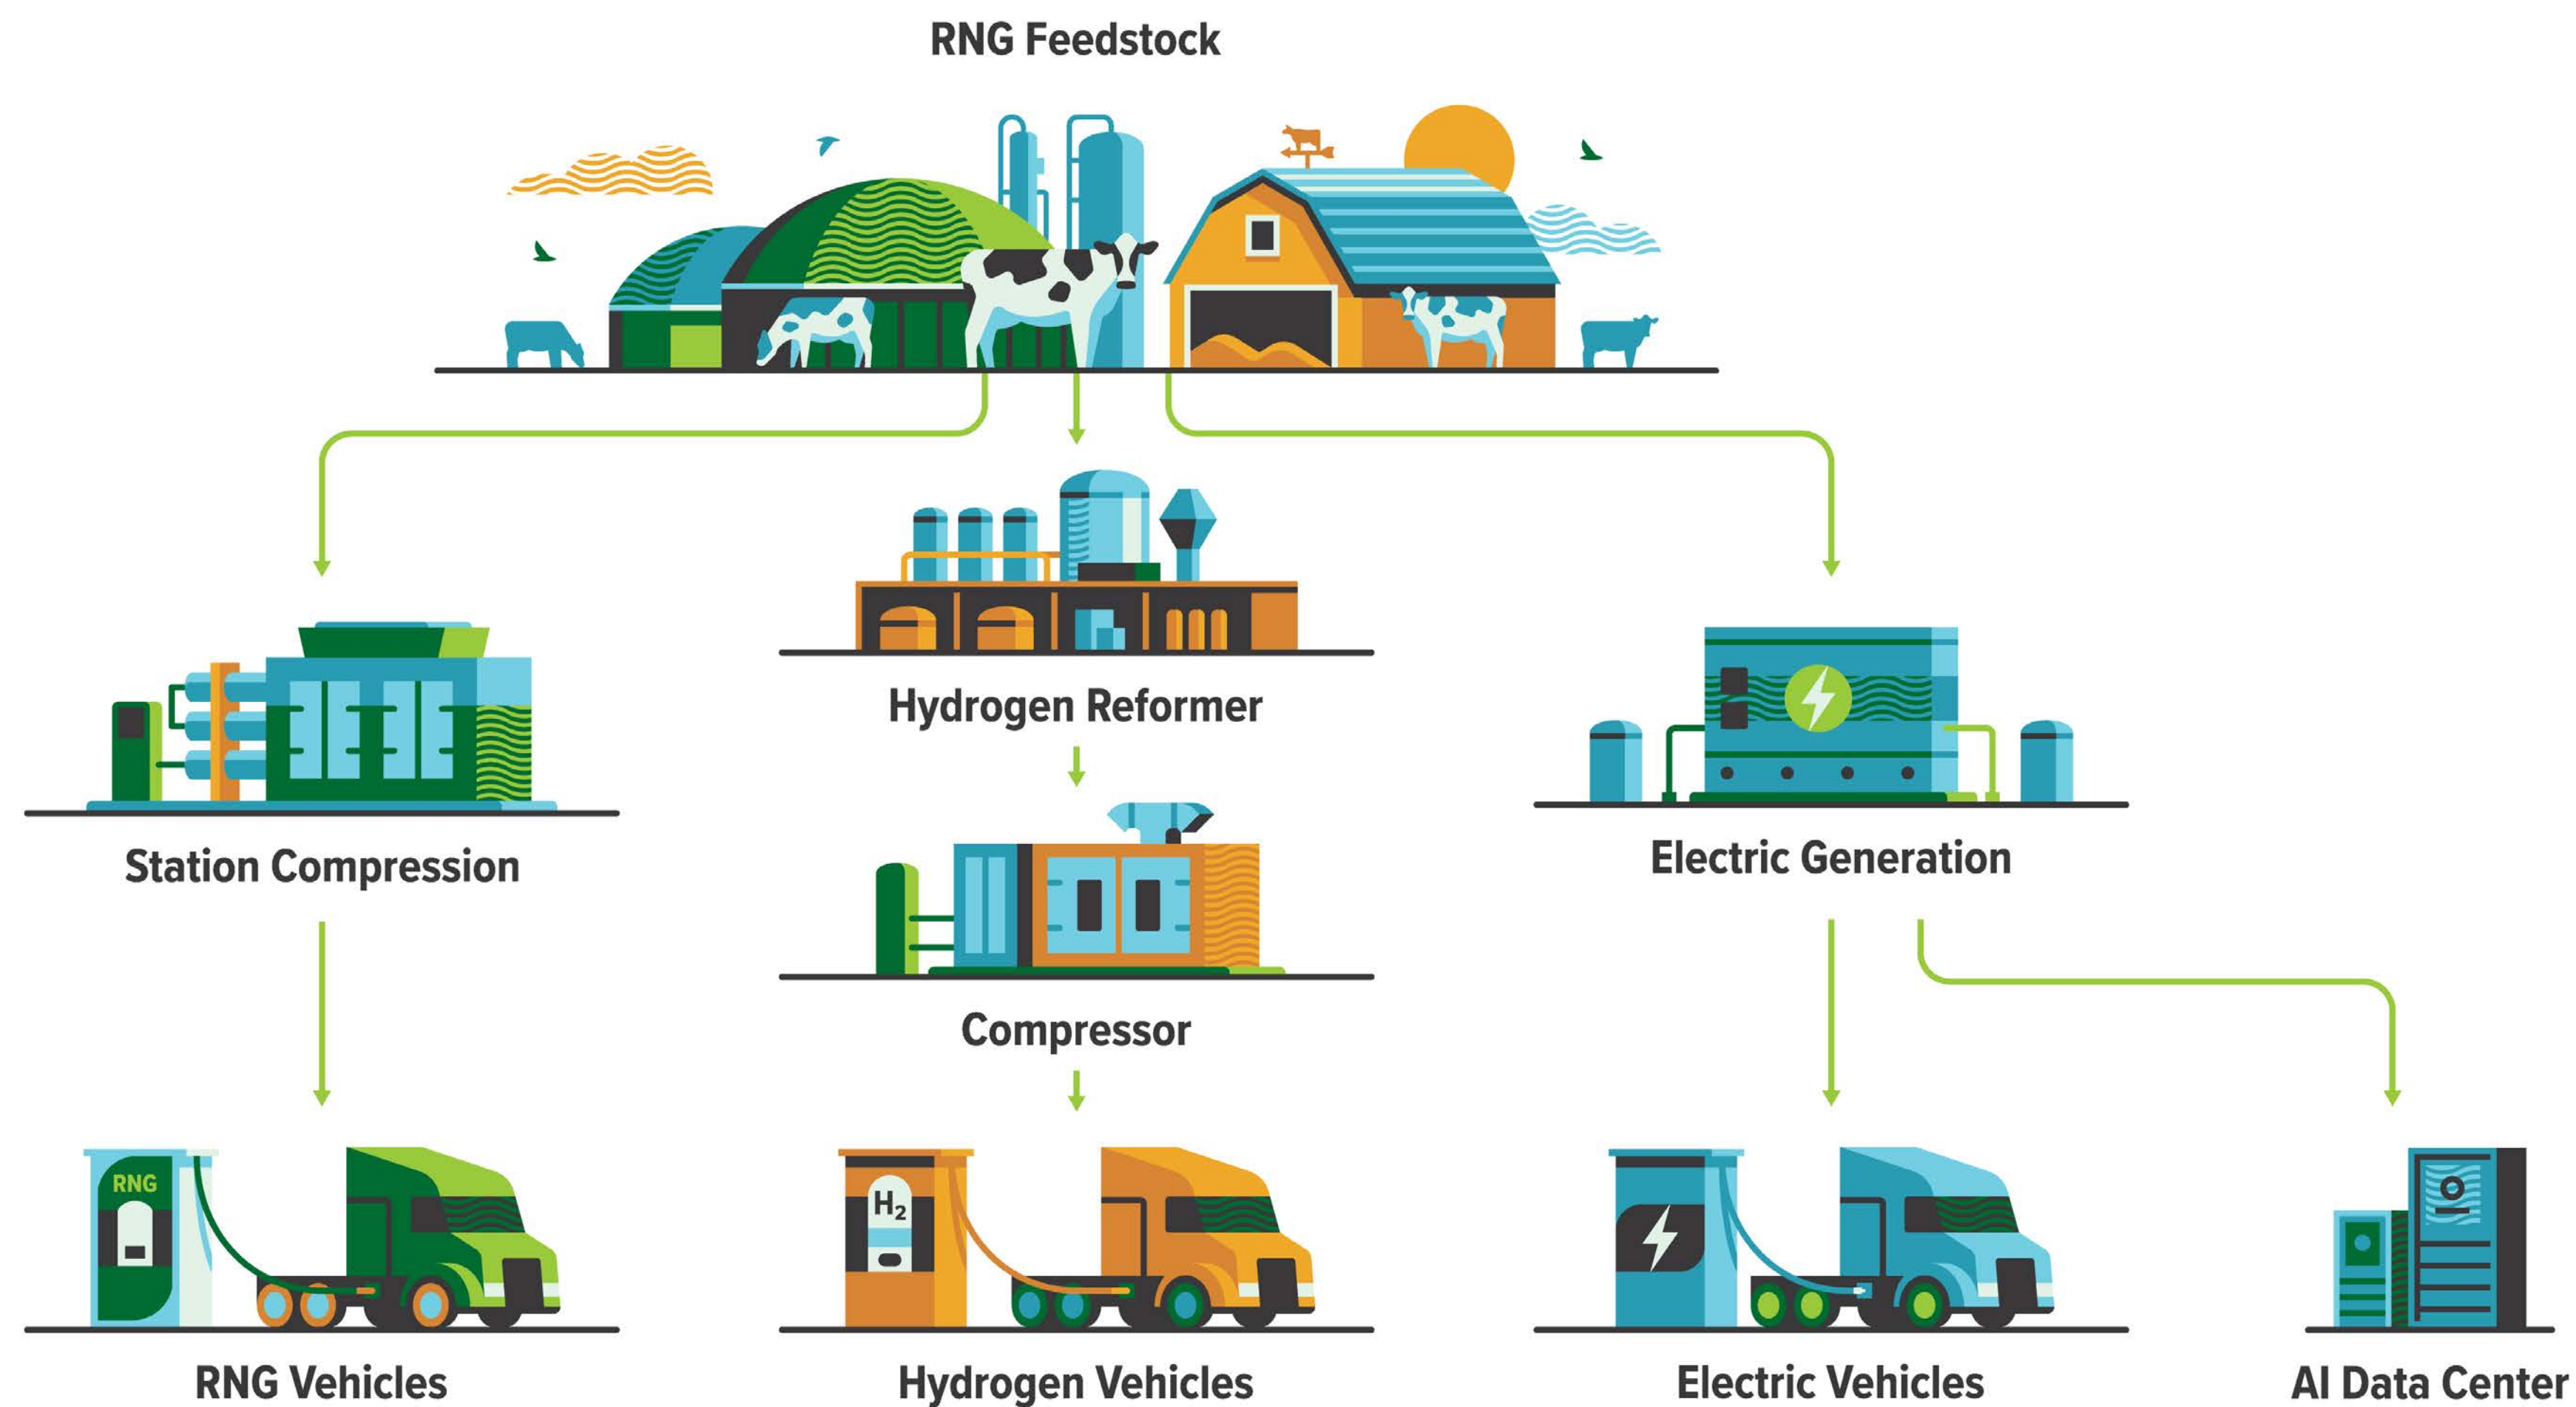 RNG Feedstock
Hydrogen Reformer
Station Compression
Electric Generation
Compressor
RNG
H₂
RNG Vehicles
Hydrogen Vehicles
Electric Vehicles
AI Data Center